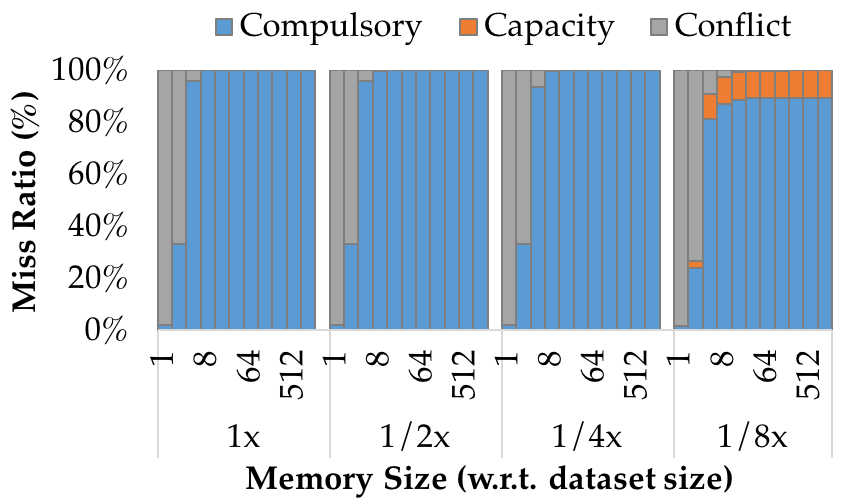 Compulsory Capacity Conflict
100%
80%
60%
40%
20%
0%
Miss Ratio (%)
1 8 64 512 1 8 64 512 1 8 64 512 1 8 64 512
1x 1/2x 1/4x 1/8x
Memory Size (w.r.t. dataset size)